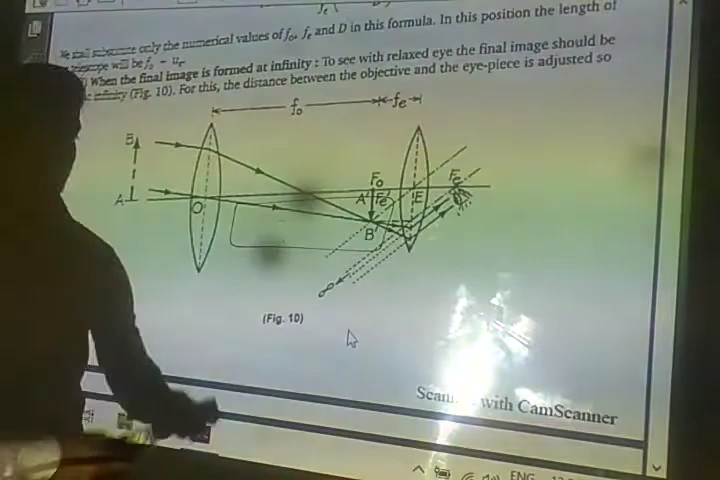 We shall substitute only the numerical values of fo, fe and D in this formula. In this position the length of
telescope will be fo - ue
When the final image is formed at infinity : To see with relaxed eye the final image should be
infinity (Fig. 10). For this, the distance between the objective and the eye-piece is adjusted so
fo
fe
B
A
O
Fo
A' Fe'
E
Fe
B'
∞
(Fig. 10)
with CamScanner
ENG